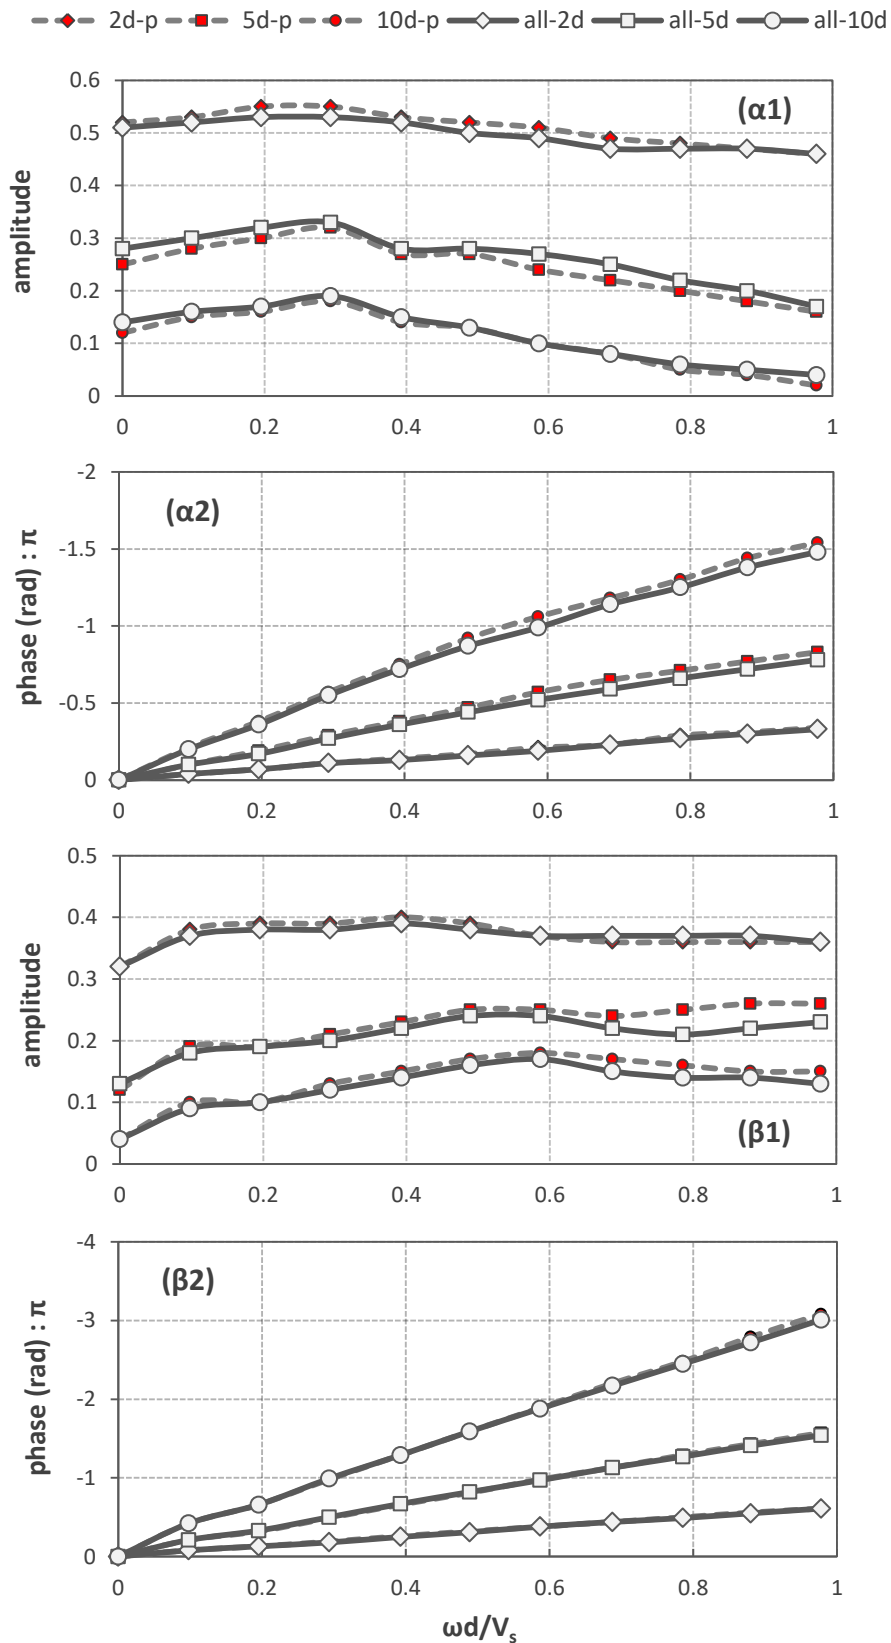 2d-p 5d-p 10d-p all-2d all-5d all-10d
0.6
(α1)
0.5
0.4
0.3
0.2
0.1
0
amplitude
0 0.2 0.4 0.6 0.8 1
-2
(α2)
-1.5
-1
-0.5
0
phase (rad) : π
0 0.2 0.4 0.6 0.8 1
0.5
0.4
0.3
0.2
0.1
(β1)
0
amplitude
0 0.2 0.4 0.6 0.8 1
-4
(β2)
-3
-2
-1
0
phase (rad) : π
0 0.2 0.4 0.6 0.8 1
ωd/Vs